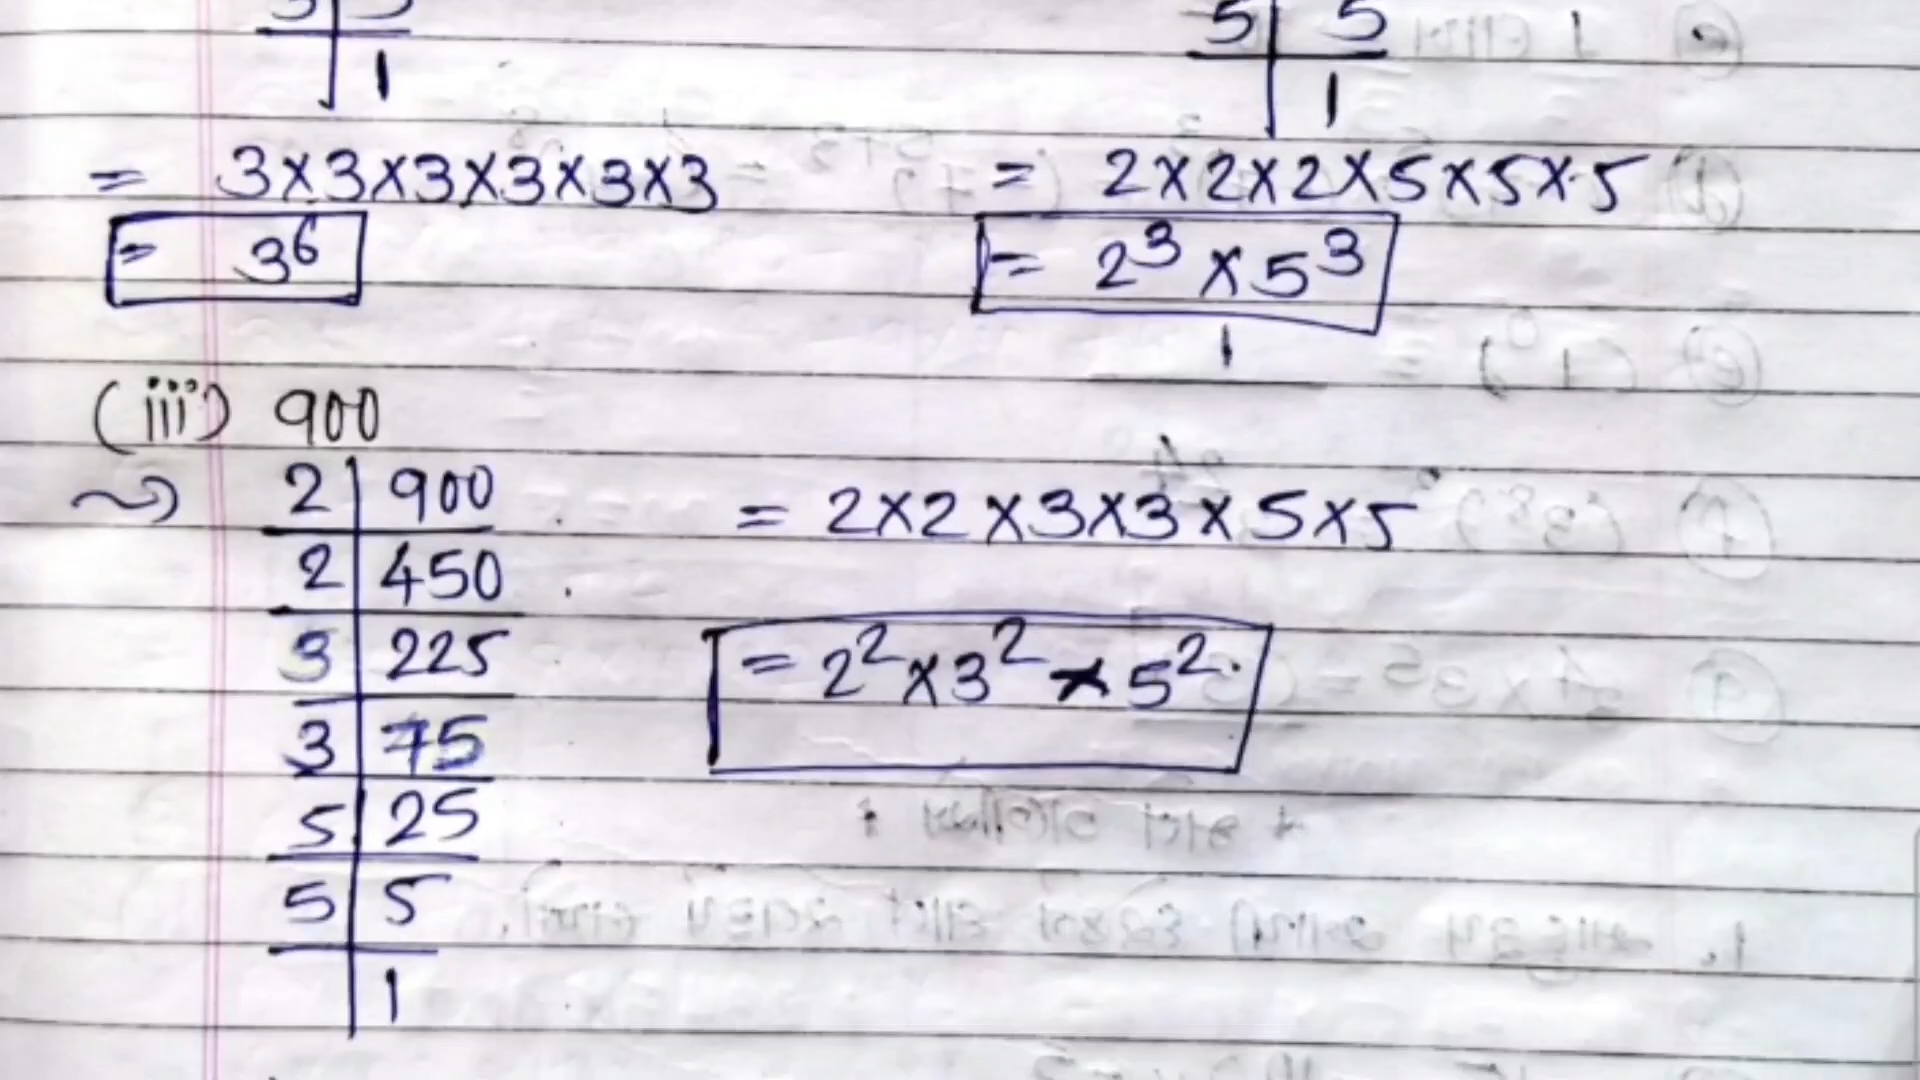 5 | 5
1
1
= 3×3×3×3×3×3
= 2×2×2×5×5×5
= 3⁶
= 2³ × 5³
1
(iii) 900
2 | 900
= 2×2×3×3×5×5
2 | 450
3 | 225
= 2² × 3² × 5².
3 | 75
5 | 25
5 | 5
1